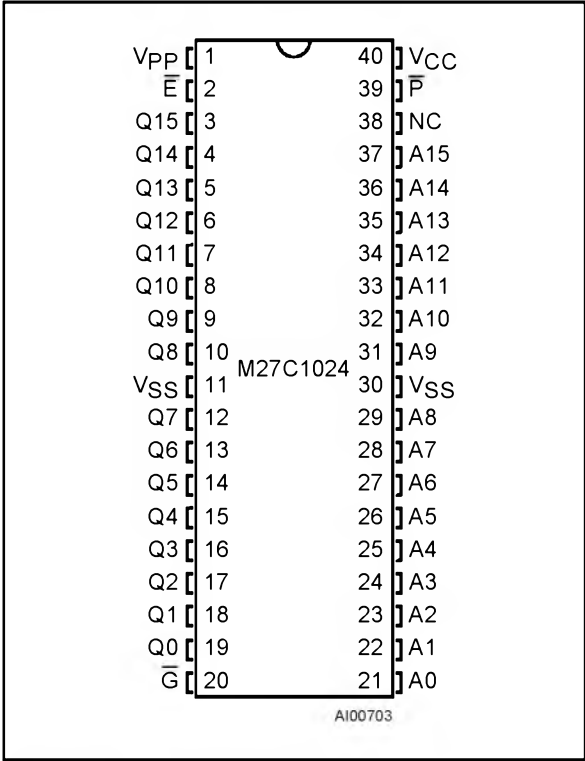 VPP 1 40 VCC
E̅ 2 39 P̅
Q15 3 38 NC
Q14 4 37 A15
Q13 5 36 A14
Q12 6 35 A13
Q11 7 34 A12
Q10 8 33 A11
Q9 9 32 A10
Q8 10 31 A9
M27C1024
VSS 11 30 VSS
Q7 12 29 A8
Q6 13 28 A7
Q5 14 27 A6
Q4 15 26 A5
Q3 16 25 A4
Q2 17 24 A3
Q1 18 23 A2
Q0 19 22 A1
G̅ 20 21 A0
AI00703